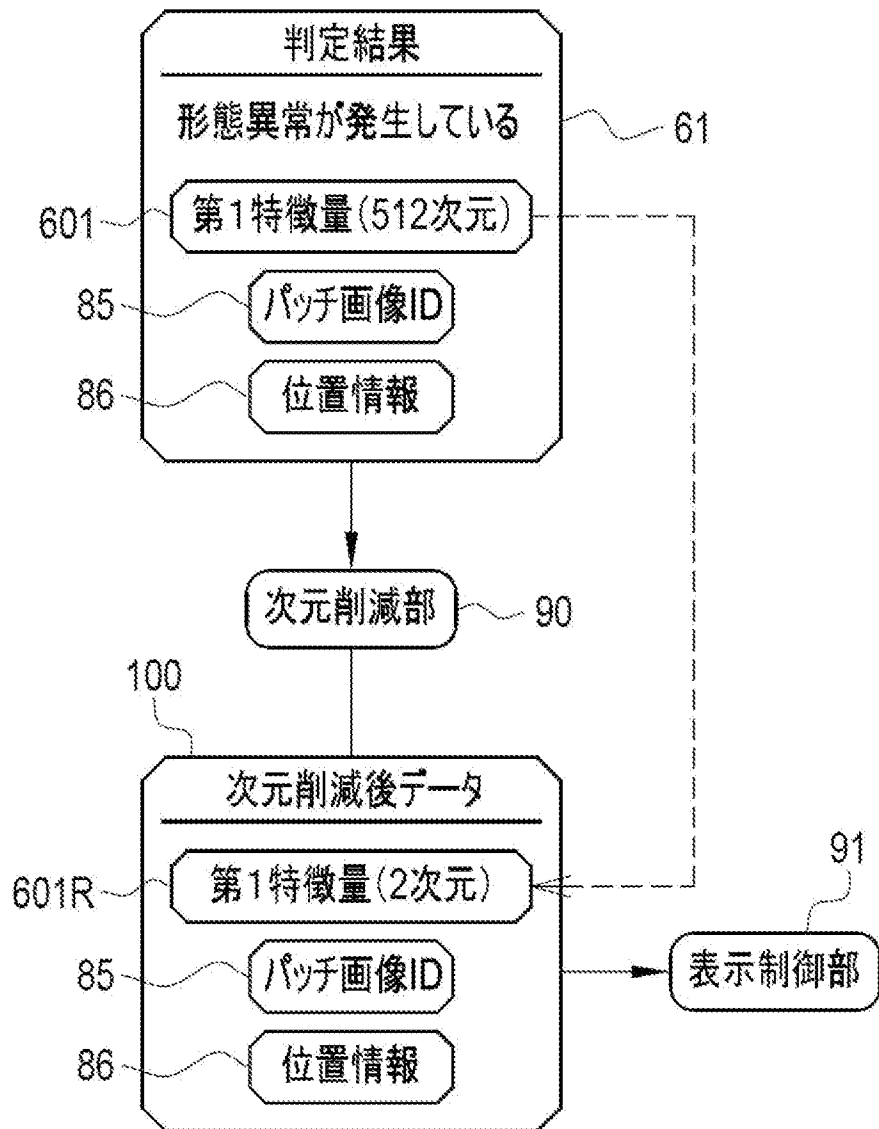 判定結果
形態異常が発生している
61
601
第1特徴量(512次元)
85
パッチ画像ID
86
位置情報
次元削減部
90
100
次元削減後データ
601R
第1特徴量(2次元)
91
85
パッチ画像ID
表示制御部
86
位置情報